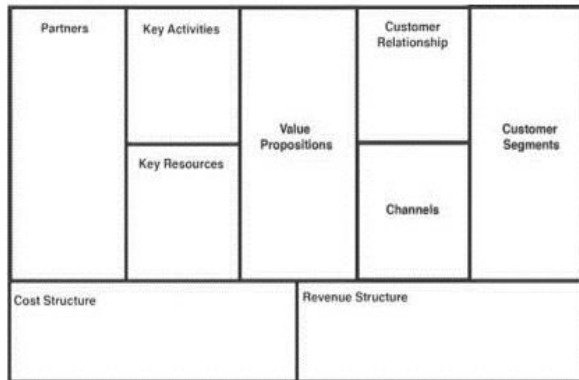 Partners
Key Activities
Key Resources
Value
Propositions
Customer
Relationship
Channels
Customer
Segments
Cost Structure
Revenue Structure